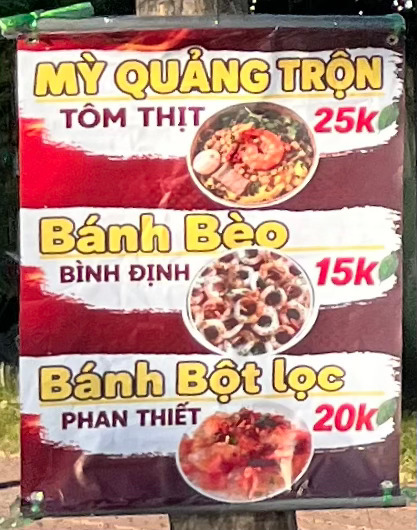 MỲ QUẢNG TRỘN
TÔM THỊT 25k
Bánh Bèo
BÌNH ĐỊNH 15k
Bánh Bột lọc
PHAN THIẾT 20k